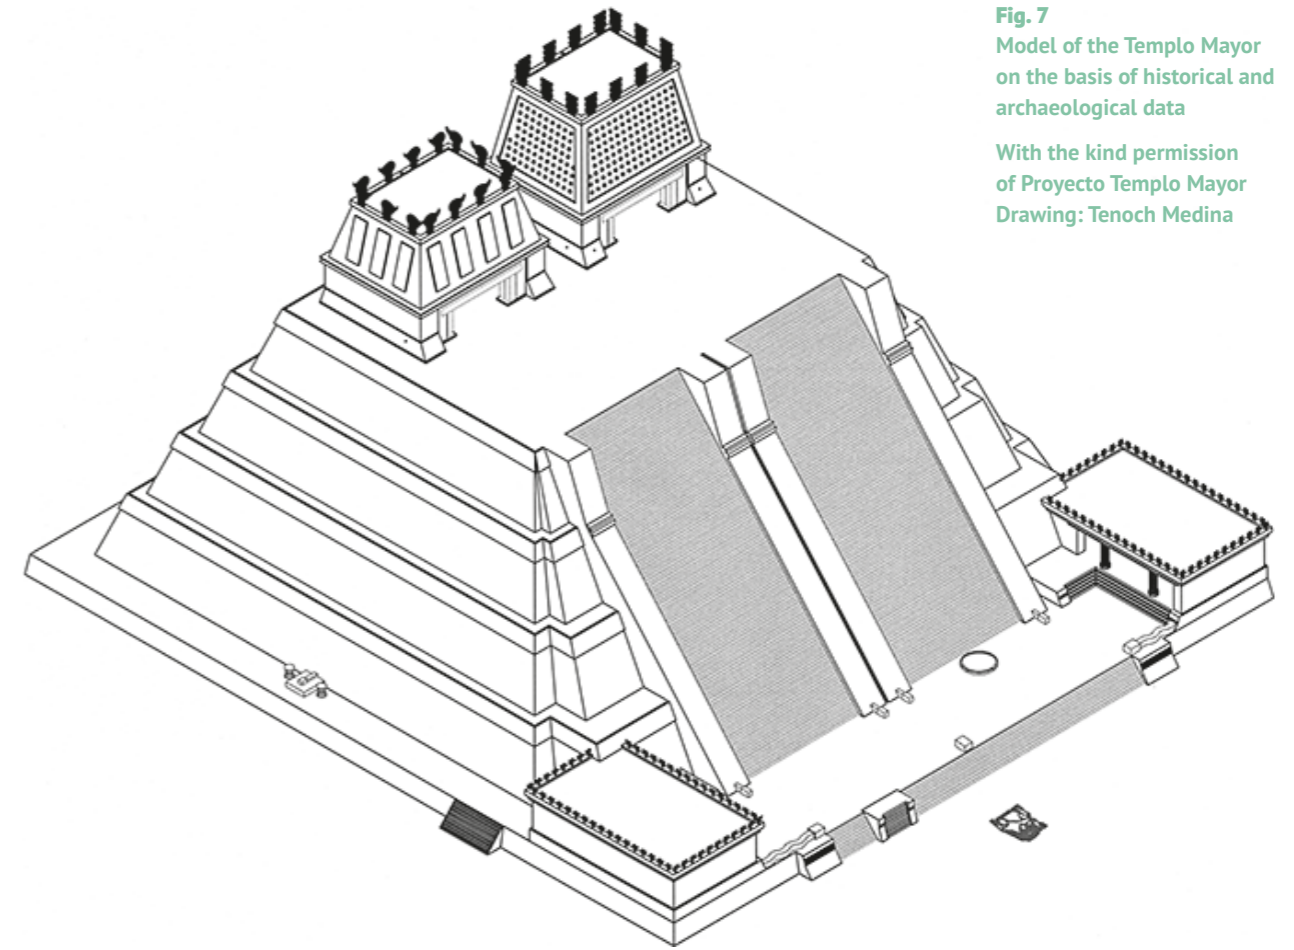 Fig. 7
Model of the Templo Mayor
on the basis of historical and
archaeological data
With the kind permission
of Proyecto Templo Mayor
Drawing: Tenoch Medina